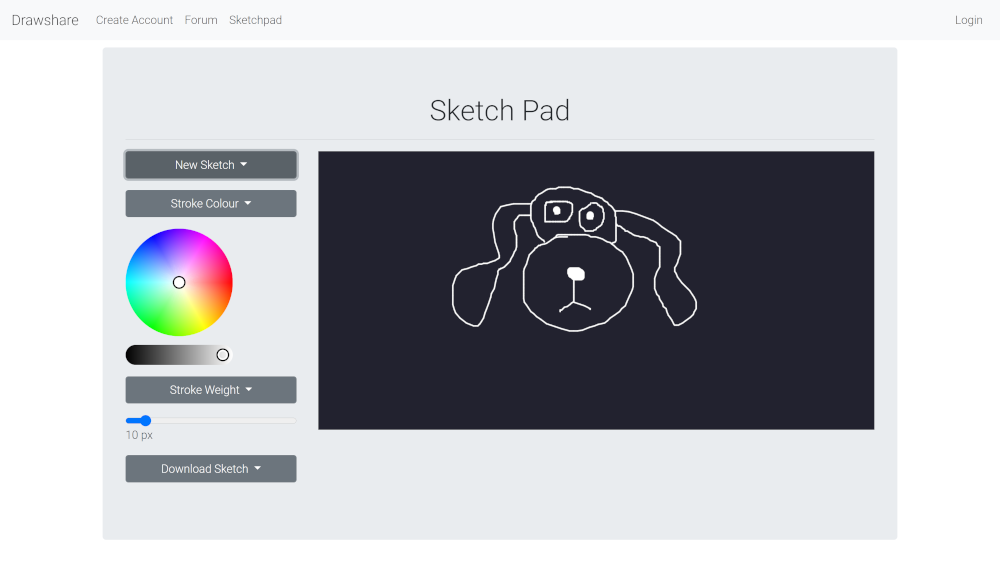 Drawshare Create Account Forum Sketchpad Login
Sketch Pad
New Sketch
Stroke Colour
Stroke Weight
10 px
Download Sketch